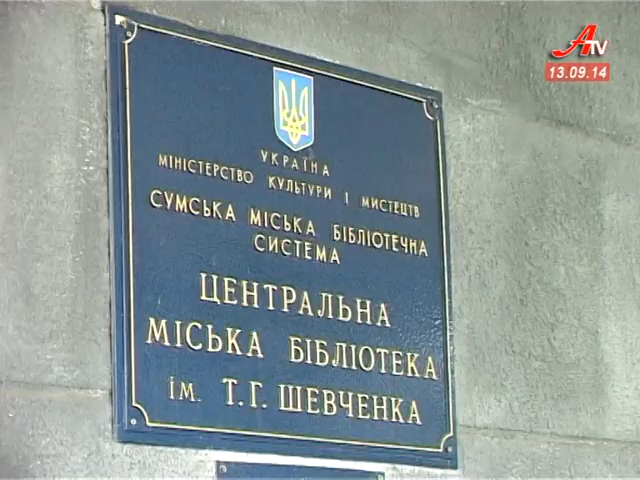 ATV
13.09.14
УКРАЇНА
МІНІСТЕРСТВО КУЛЬТУРИ І МИСТЕЦТВ
СУМСЬКА МІСЬКА БІБЛІОТЕЧНА
СИСТЕМА
ЦЕНТРАЛЬНА
МІСЬКА БІБЛІОТЕКА
ІМ. Т.Г. ШЕВЧЕНКА